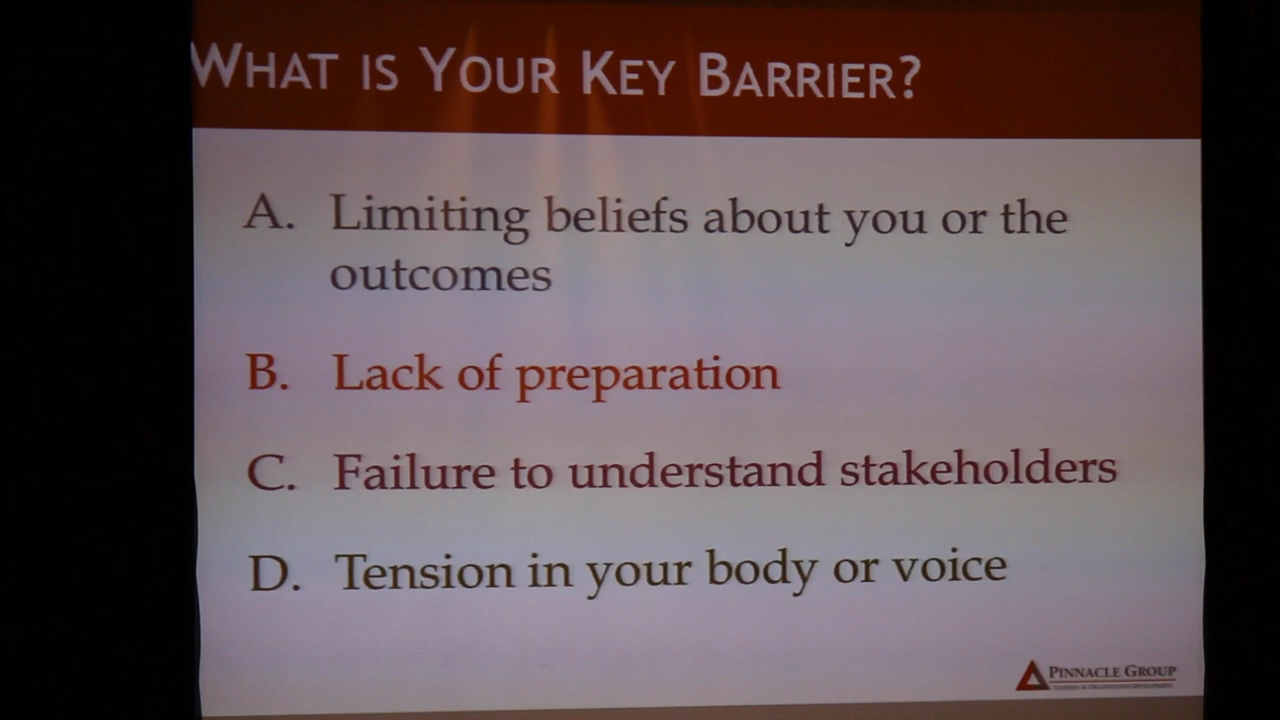 WHAT IS YOUR KEY BARRIER?
A. Limiting beliefs about you or the
outcomes
B. Lack of preparation
C. Failure to understand stakeholders
D. Tension in your body or voice
PINNACLE GROUP